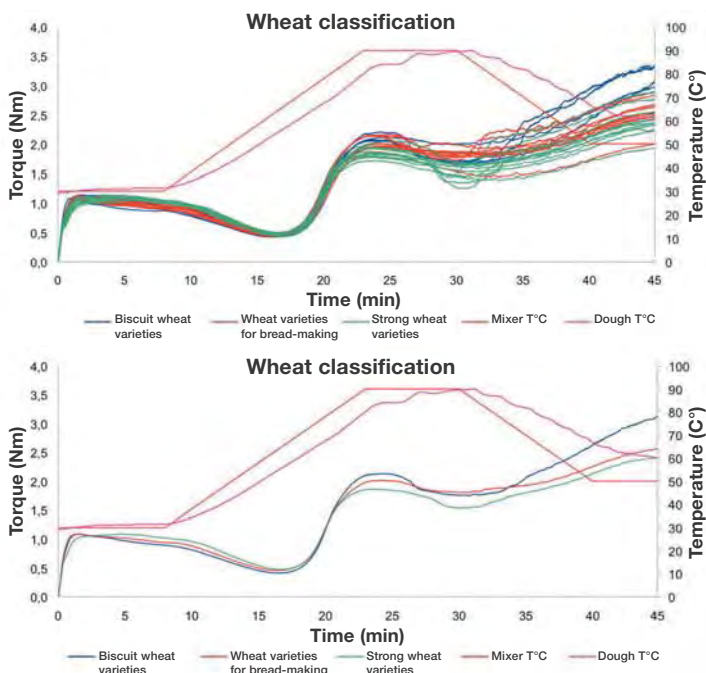 Wheat classification
Torque (Nm)
4,0
3,5
3,0
2,5
2,0
1,5
1,0
0,5
0,0
0 5 10 15 20 25 30 35 40 45
Time (min)
100
90
80
70
60
50
40
30
20
10
0
Temperature (C°)
Biscuit wheat varieties
Wheat varieties for bread-making
Strong wheat varieties
Mixer T°C
Dough T°C
Wheat classification
Torque (Nm)
4,0
3,5
3,0
2,5
2,0
1,5
1,0
0,5
0,0
0 5 10 15 20 25 30 35 40 45
Time (min)
100
90
80
70
60
50
40
30
20
10
0
Temperature (C°)
Biscuit wheat varieties
Wheat varieties for bread-making
Strong wheat varieties
Mixer T°C
Dough T°C